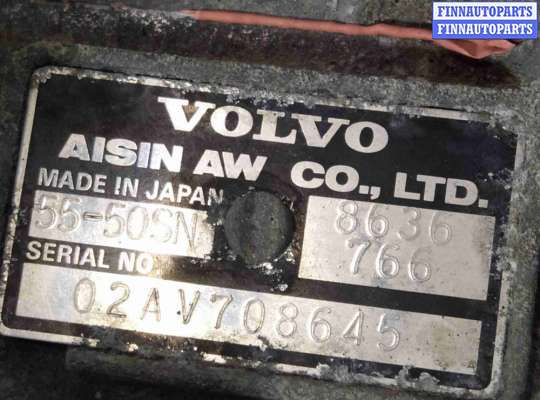 FINNAUTOPARTS
FINNAUTOPARTS
VOLVO
AISIN AW CO., LTD.
MADE IN JAPAN
55-50SN
8636
766
SERIAL NO
02AV708645